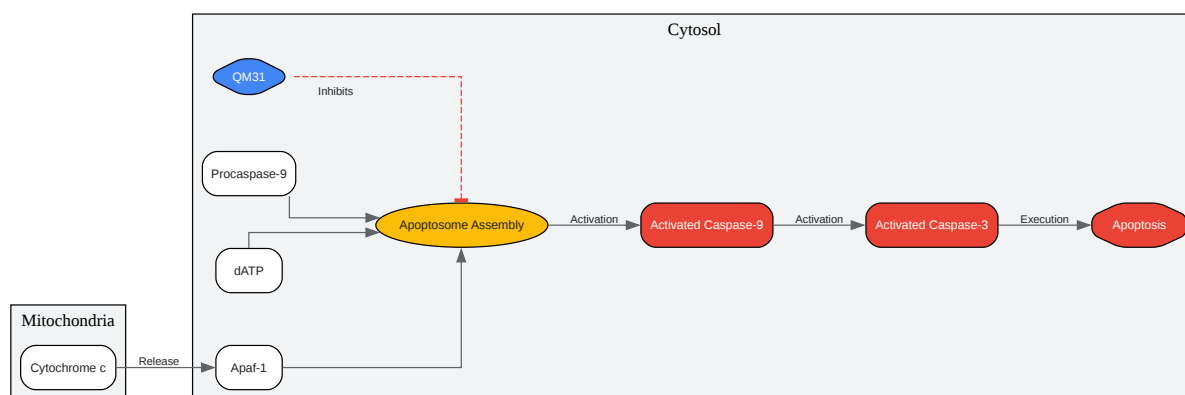 Cytosol
QM31
Inhibits
Procaspase-9
Apoptosome Assembly
Activation
Activated Caspase-9
Activation
Activated Caspase-3
Execution
Apoptosis
dATP
Mitochondria
Cytochrome c
Release
Apaf-1